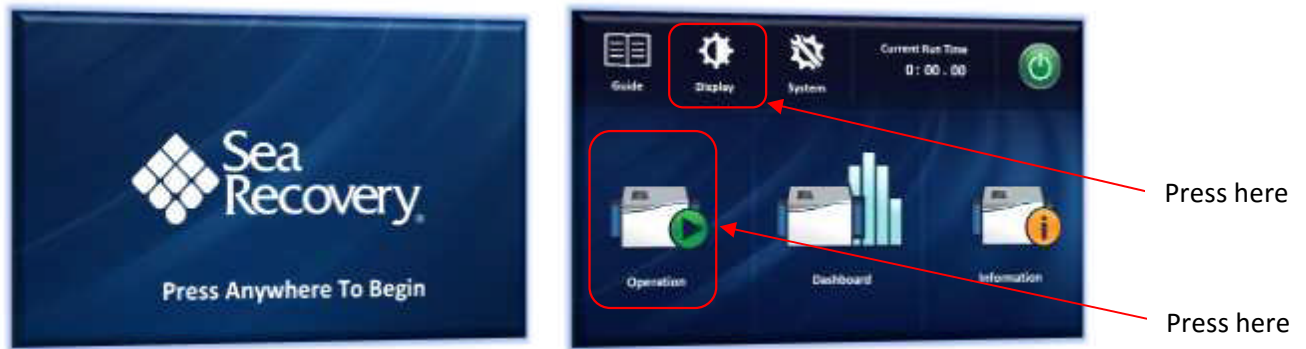 Sea
Recovery
Press Anywhere To Begin
Guide
Display
System
Current Run Time
0 : 00 . 00
Press here
Operation
Dashboard
Information
Press here